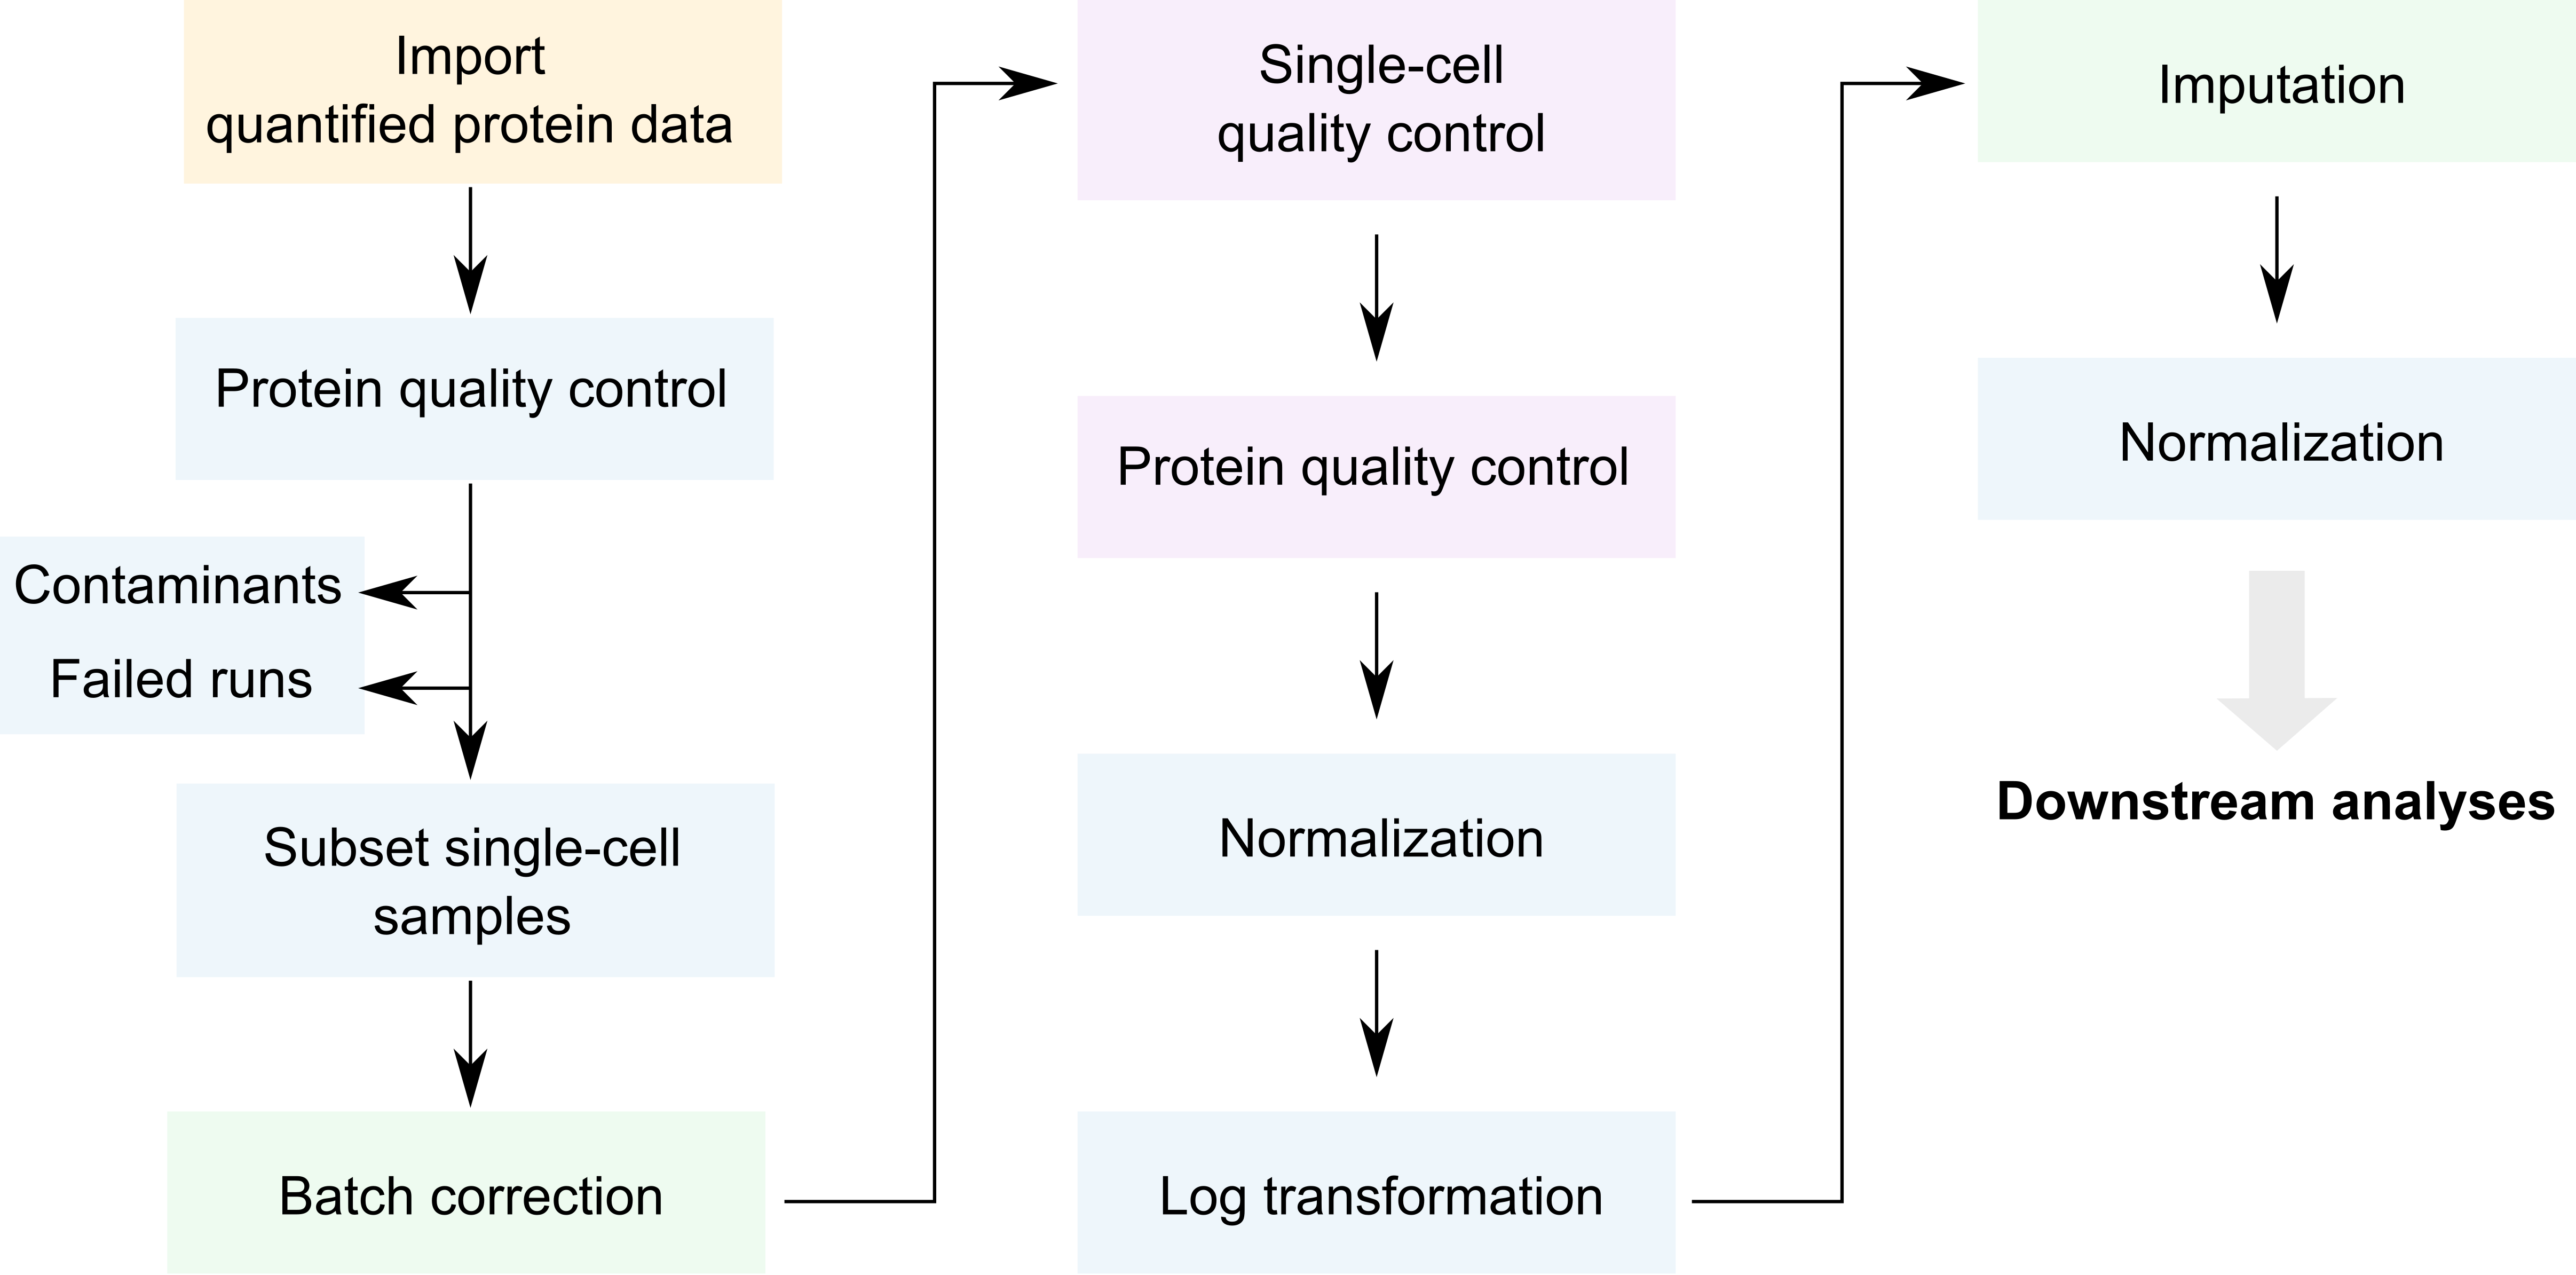 Import
quantified protein data
Protein quality control
Contaminants
Failed runs
Subset single-cell
samples
Batch correction
Single-cell
quality control
Protein quality control
Normalization
Log transformation
Imputation
Normalization
Downstream analyses